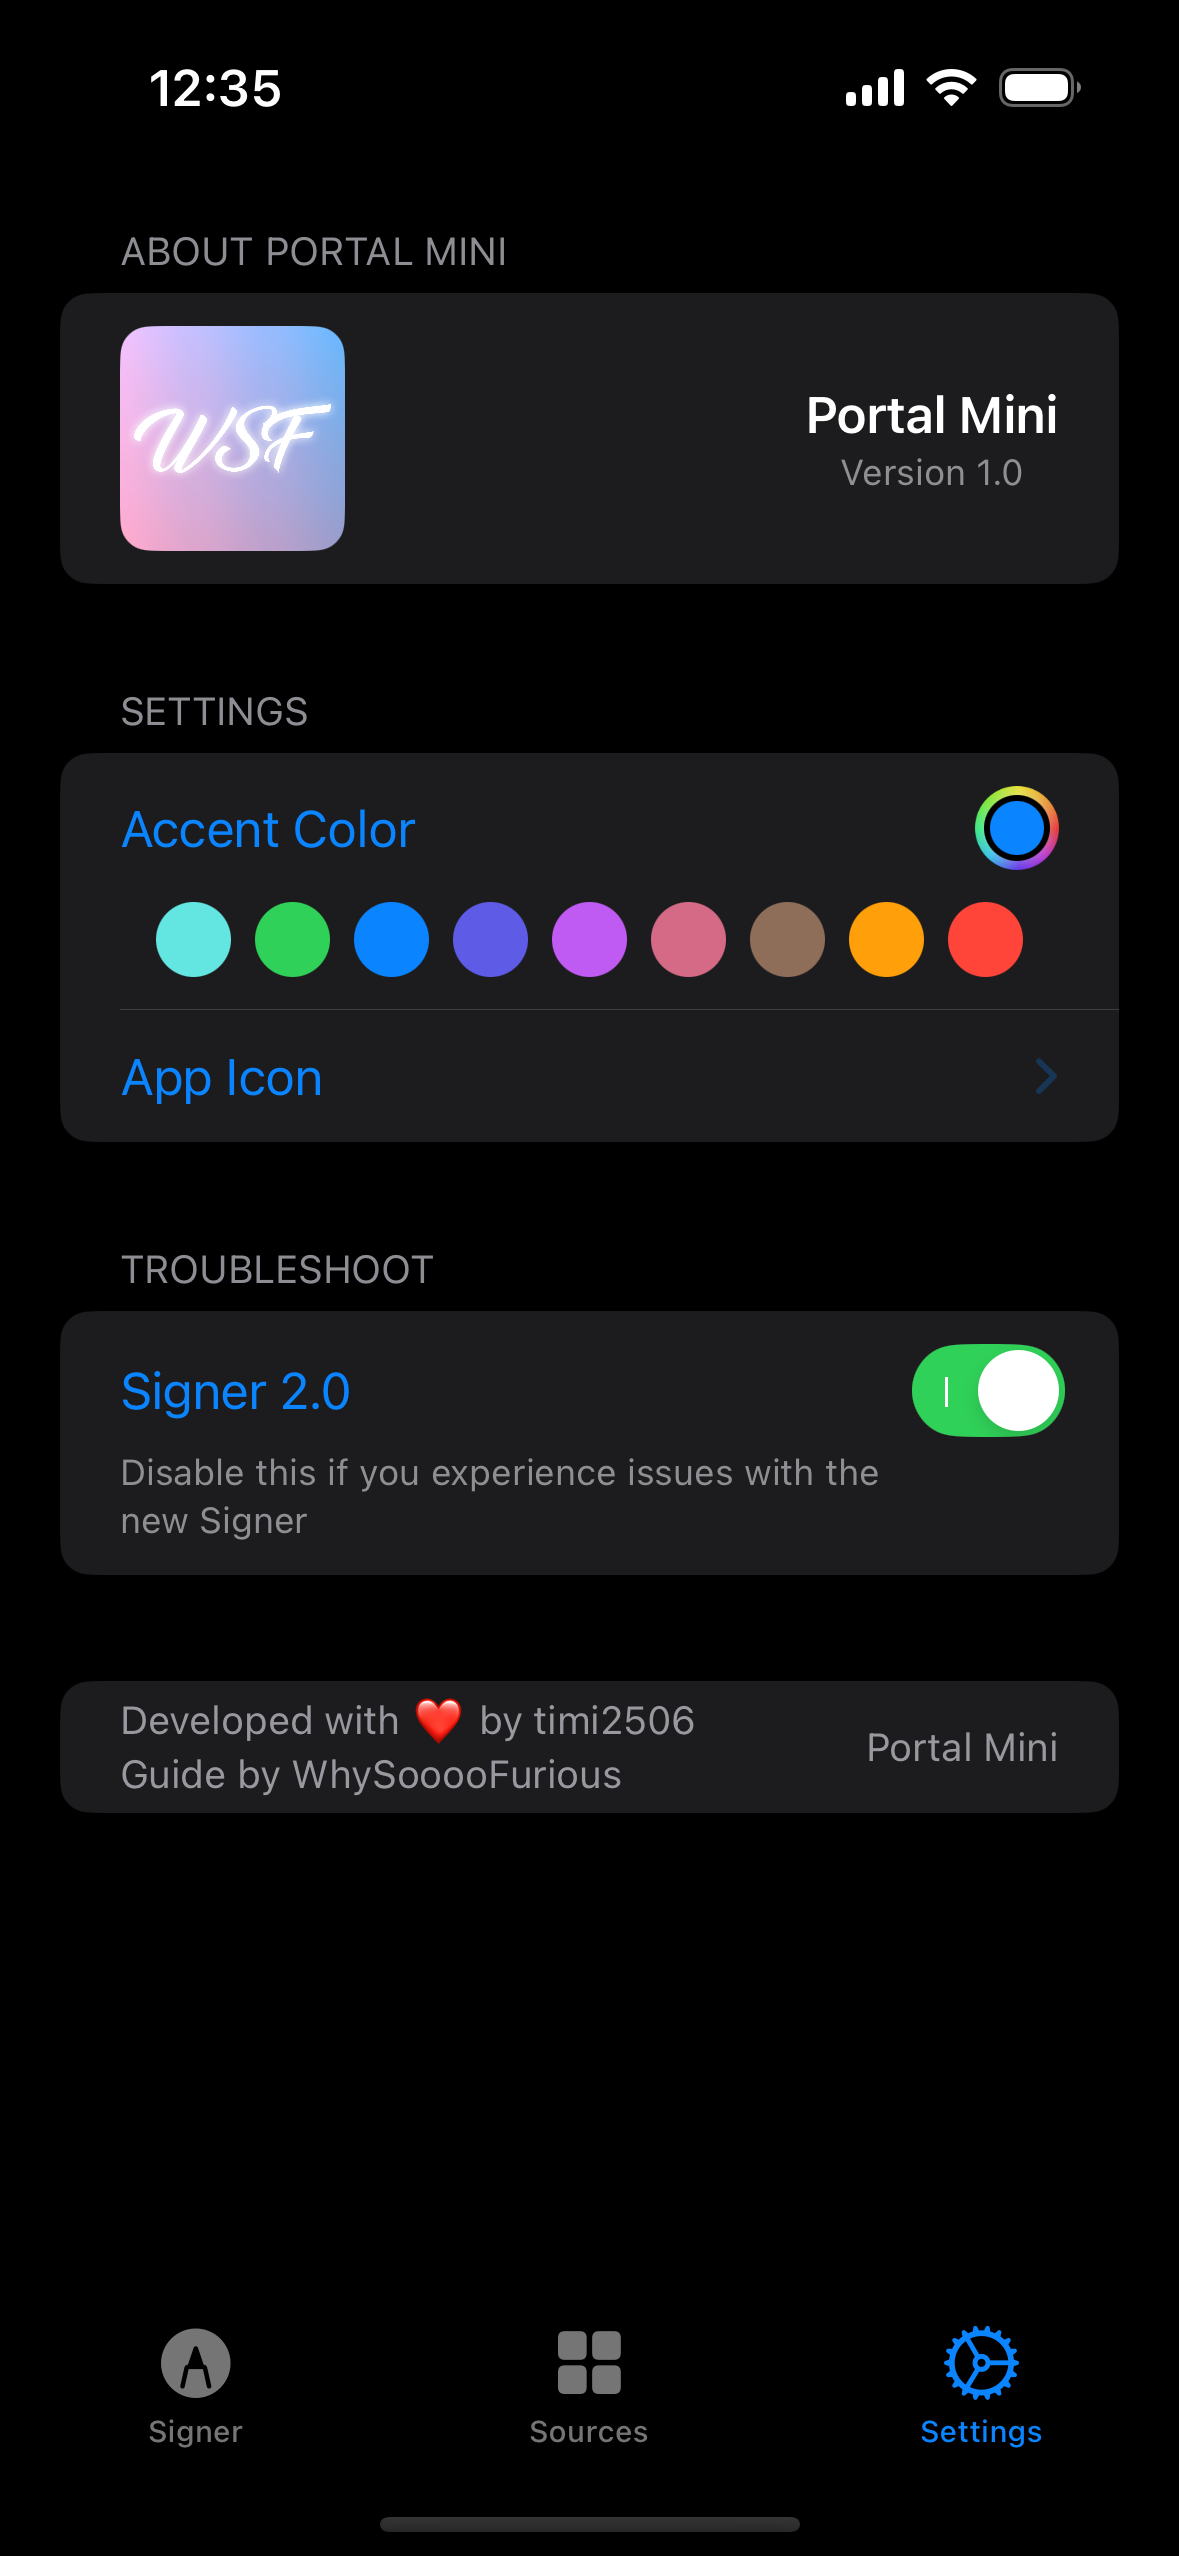 12:35
ABOUT PORTAL MINI
WSF
Portal Mini
Version 1.0
SETTINGS
Accent Color
App Icon
TROUBLESHOOT
Signer 2.0
Disable this if you experience issues with the
new Signer
Developed with ❤️ by timi2506
Guide by WhySooooFurious
Portal Mini
Signer
Sources
Settings